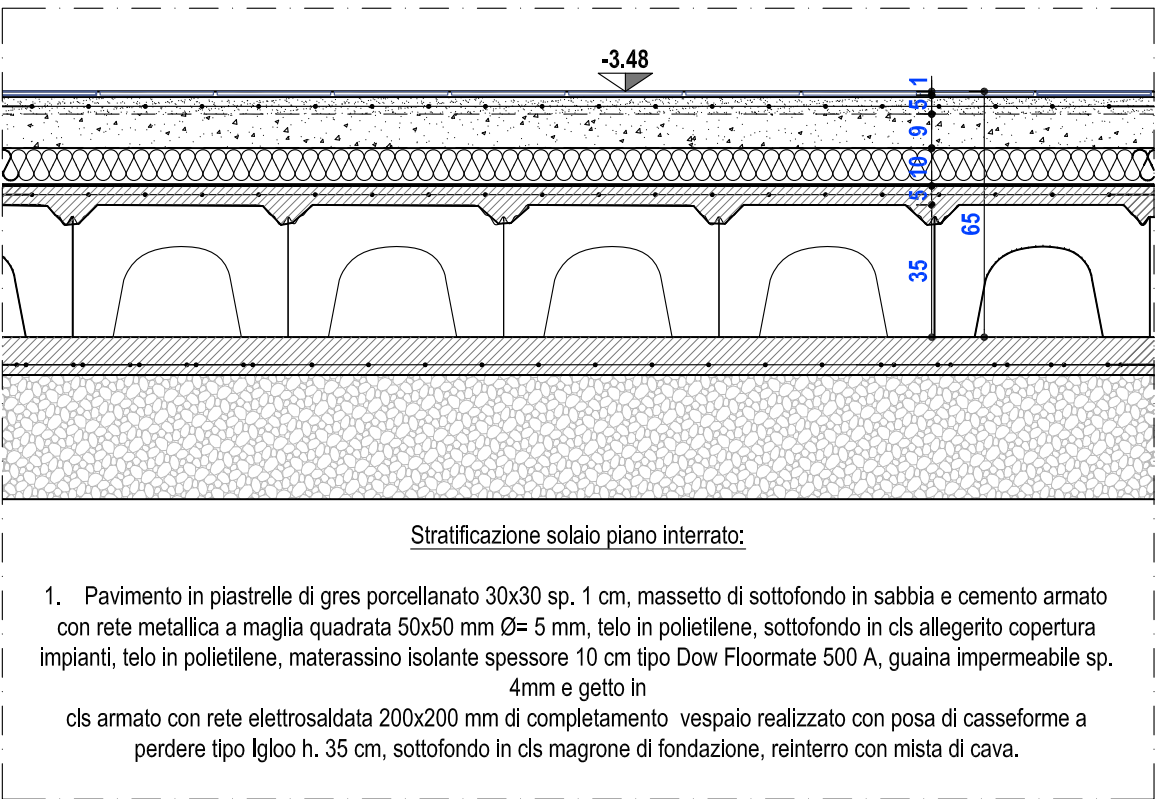 -3.48
1
5
9
10
5
65
35
Stratificazione solaio piano interrato:
1. Pavimento in piastrelle di gres porcellanato 30x30 sp. 1 cm, massetto di sottofondo in sabbia e cemento armato
con rete metallica a maglia quadrata 50x50 mm Ø= 5 mm, telo in polietilene, sottofondo in cls allegerito copertura
impianti, telo in polietilene, materassino isolante spessore 10 cm tipo Dow Floormate 500 A, guaina impermeabile sp.
4mm e getto in
cls armato con rete elettrosaldata 200x200 mm di completamento vespaio realizzato con posa di casseforme a
perdere tipo Igloo h. 35 cm, sottofondo in cls magrone di fondazione, reinterro con mista di cava.